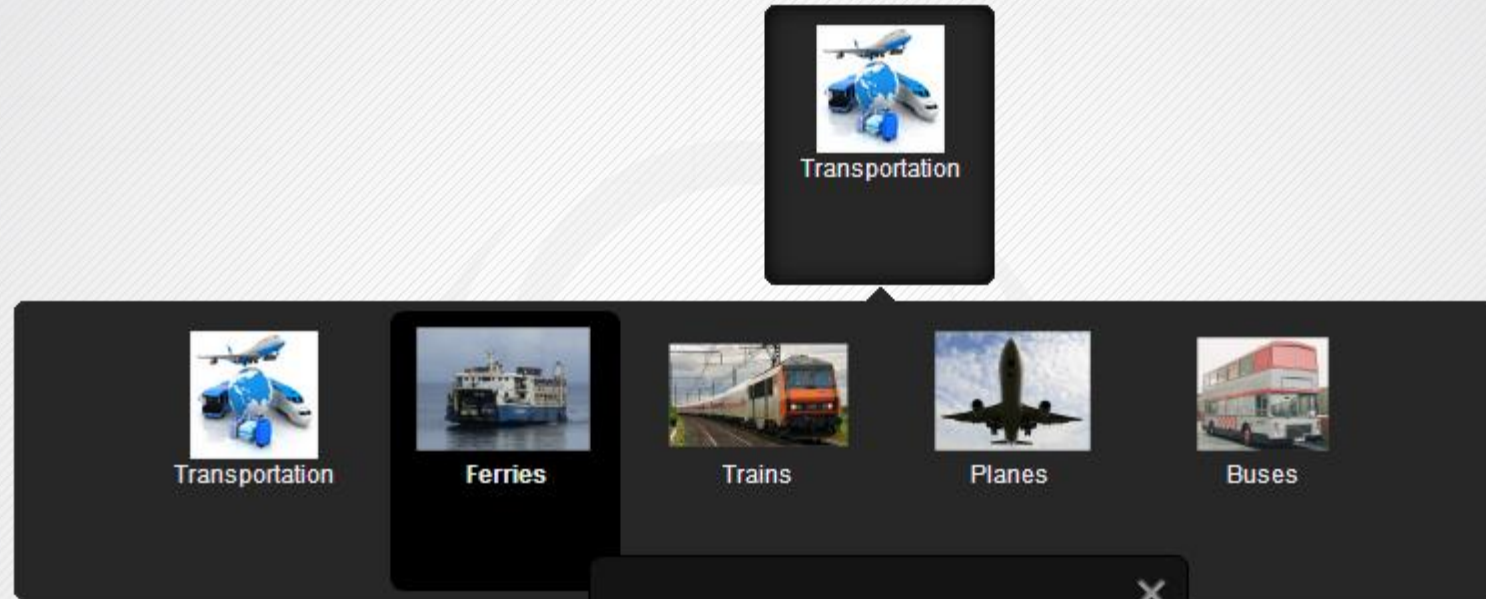 Transportation
Transportation
Ferries
Trains
Planes
Buses